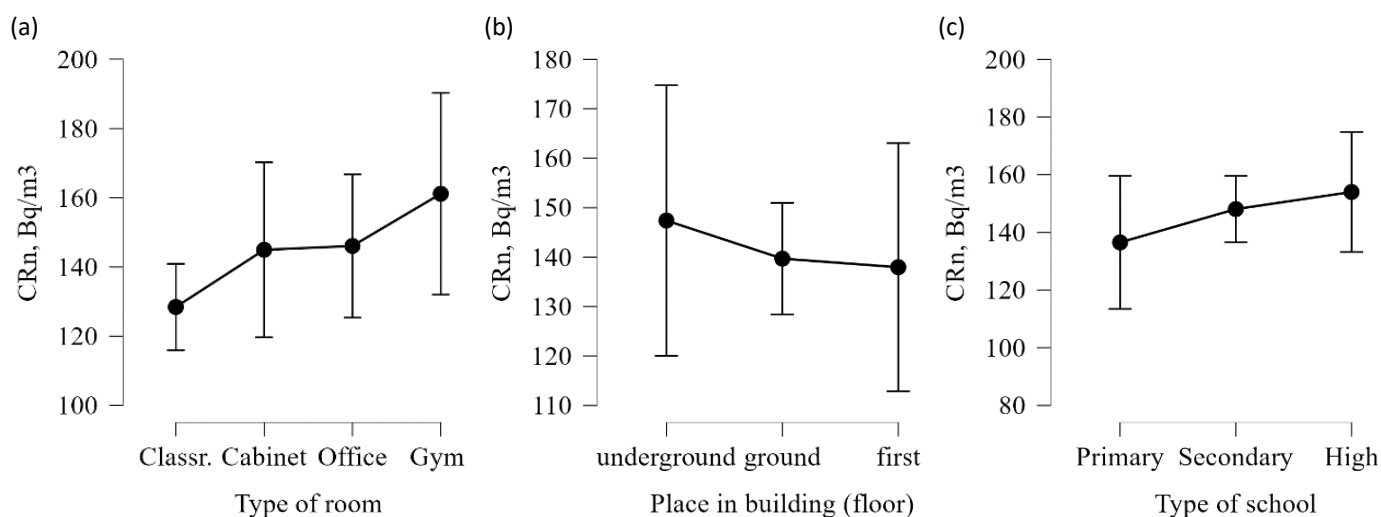 (a)
CRn, Bq/m3
200
180
160
140
120
100
Classr. Cabinet Office Gym
Type of room
(b)
CRn, Bq/m3
180
170
160
150
140
130
120
110
underground ground first
Place in building (floor)
(c)
CRn, Bq/m3
200
180
160
140
120
100
80
Primary Secondary High
Type of school